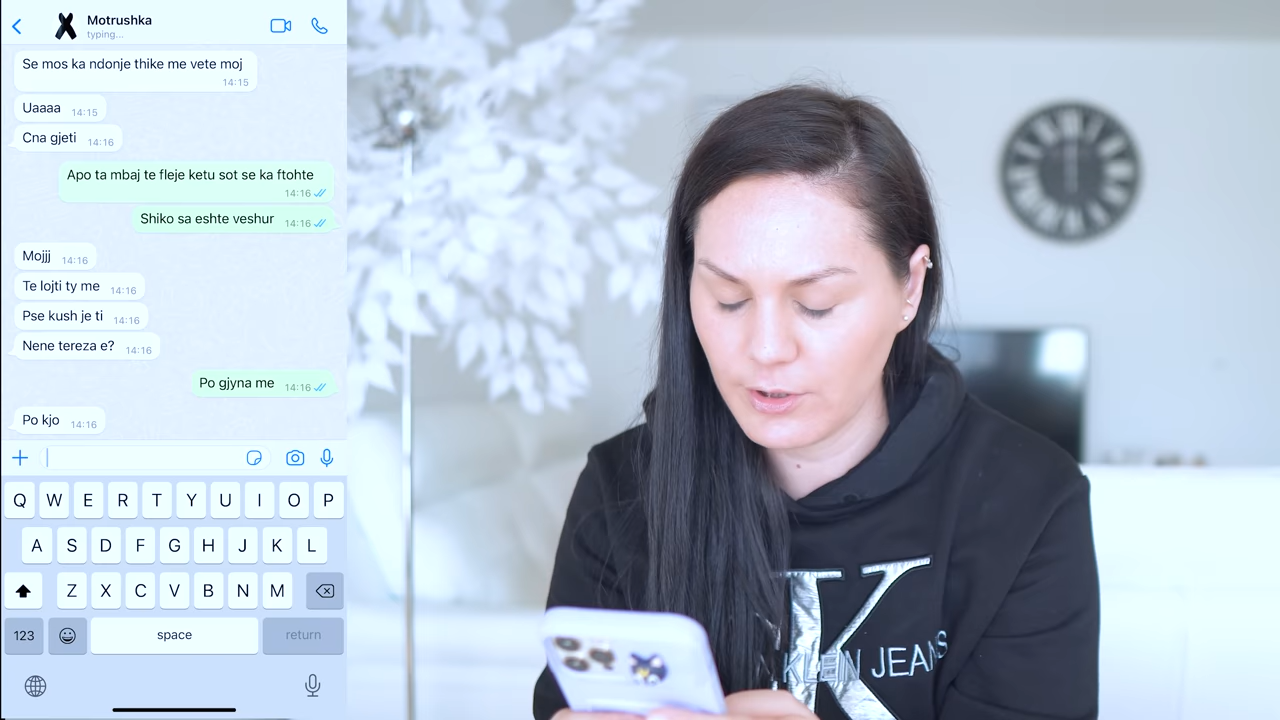 Motrushka
typing...
Se mos ka ndonje thike me vete moj
14:15
Uaaaa 14:15
Cna gjeti 14:16
Apo ta mbaj te fleje ketu sot se ka ftohte
14:16
Shiko sa eshte veshur 14:16
Mojjj 14:16
Te lojti ty me 14:16
Pse kush je ti 14:16
Nene tereza e? 14:16
Po gjyna me 14:16
Po kjo 14:16
Q W E R T Y U I O P
A S D F G H J K L
Z X C V B N M
123 space return
K
KLEIN JEANS